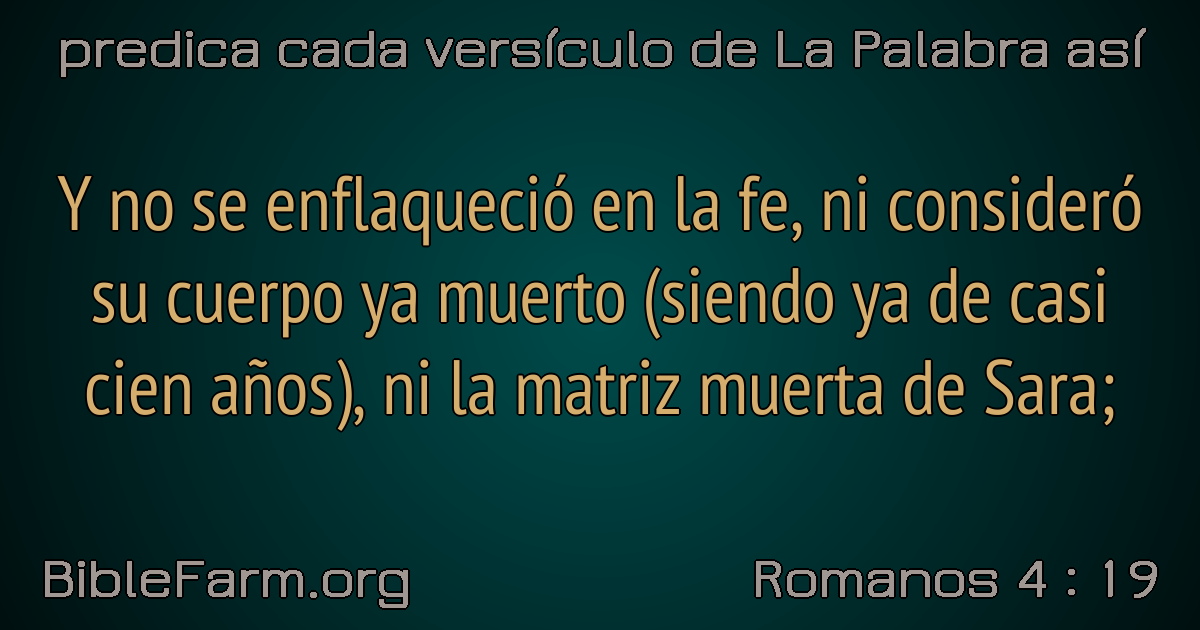 predica cada versículo de La Palabra así
Y no se enflaqueció en la fe, ni consideró
su cuerpo ya muerto (siendo ya de casi
cien años), ni la matriz muerta de Sara;
BibleFarm.org
Romanos 4 : 19